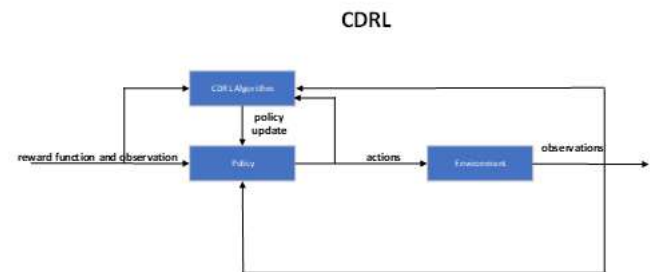 CDRL
CDRL Algorithm
policy
update
reward function and observation
Policy
actions
Environment
observations